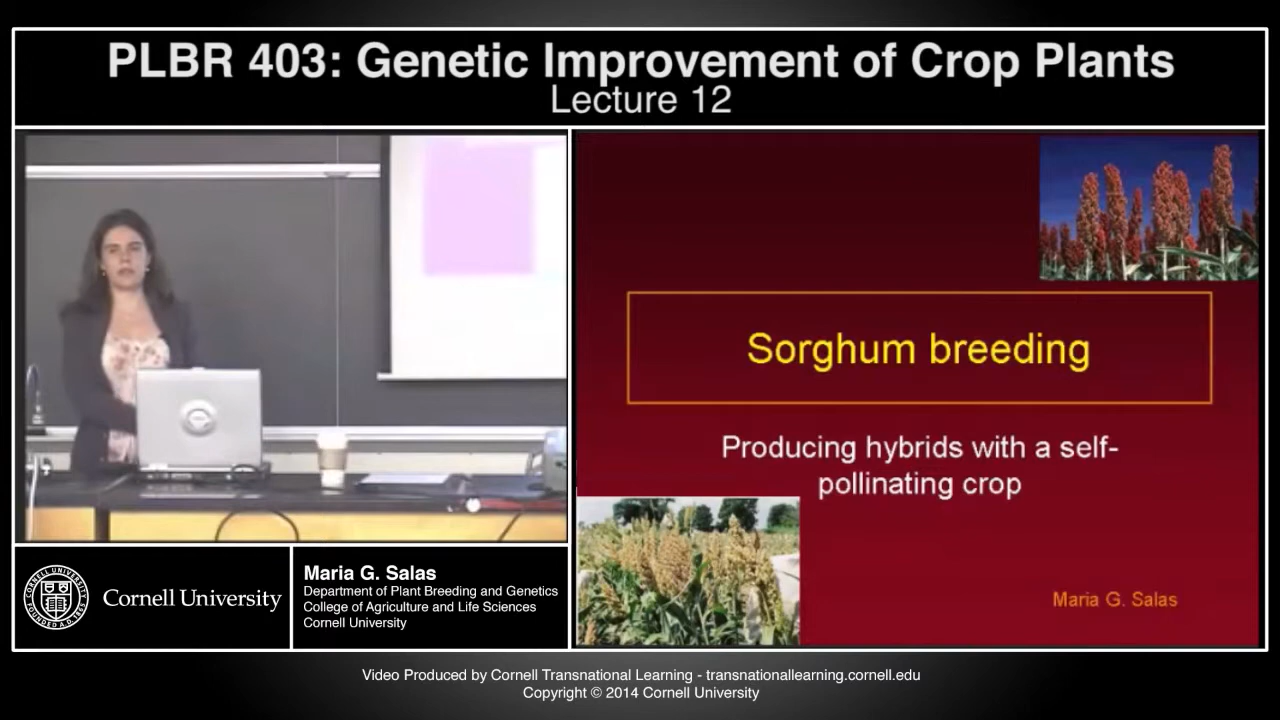 PLBR 403: Genetic Improvement of Crop Plants
Lecture 12
Sorghum breeding
Producing hybrids with a self-
pollinating crop
Maria G. Salas
Cornell University
Maria G. Salas
Department of Plant Breeding and Genetics
College of Agriculture and Life Sciences
Cornell University
Video Produced by Cornell Transnational Learning - transnationallearning.cornell.edu
Copyright © 2014 Cornell University